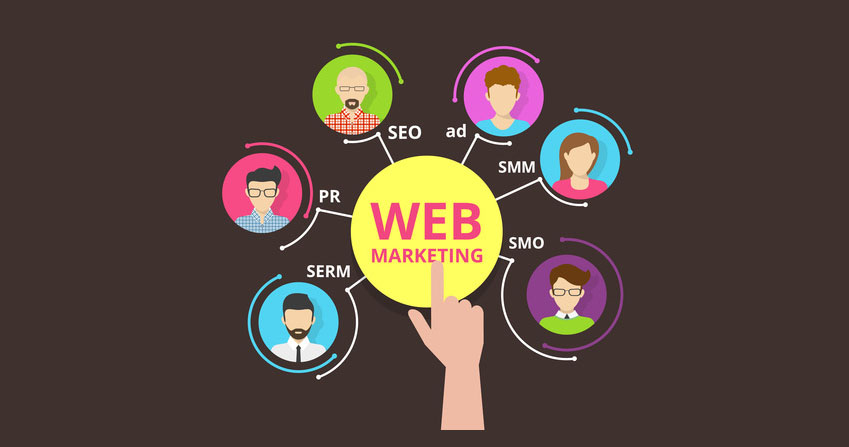 SEO
ad
SMM
PR
WEB
MARKETING
SMO
SERM